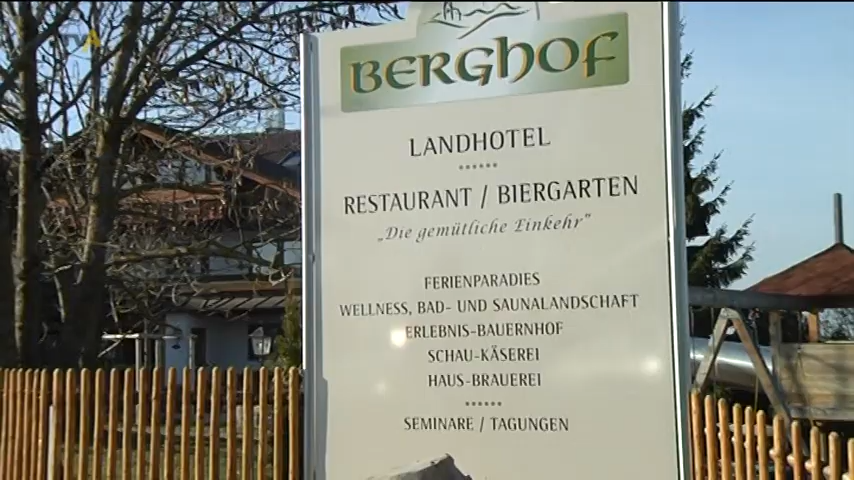 BERGHOF
LANDHOTEL
RESTAURANT / BIERGARTEN
„Die gemütliche Einkehr"
FERIENPARADIES
WELLNESS, BAD- UND SAUNALANDSCHAFT
ERLEBNIS-BAUERNHOF
SCHAU-KÄSEREI
HAUS-BRAUEREI
SEMINARE / TAGUNGEN